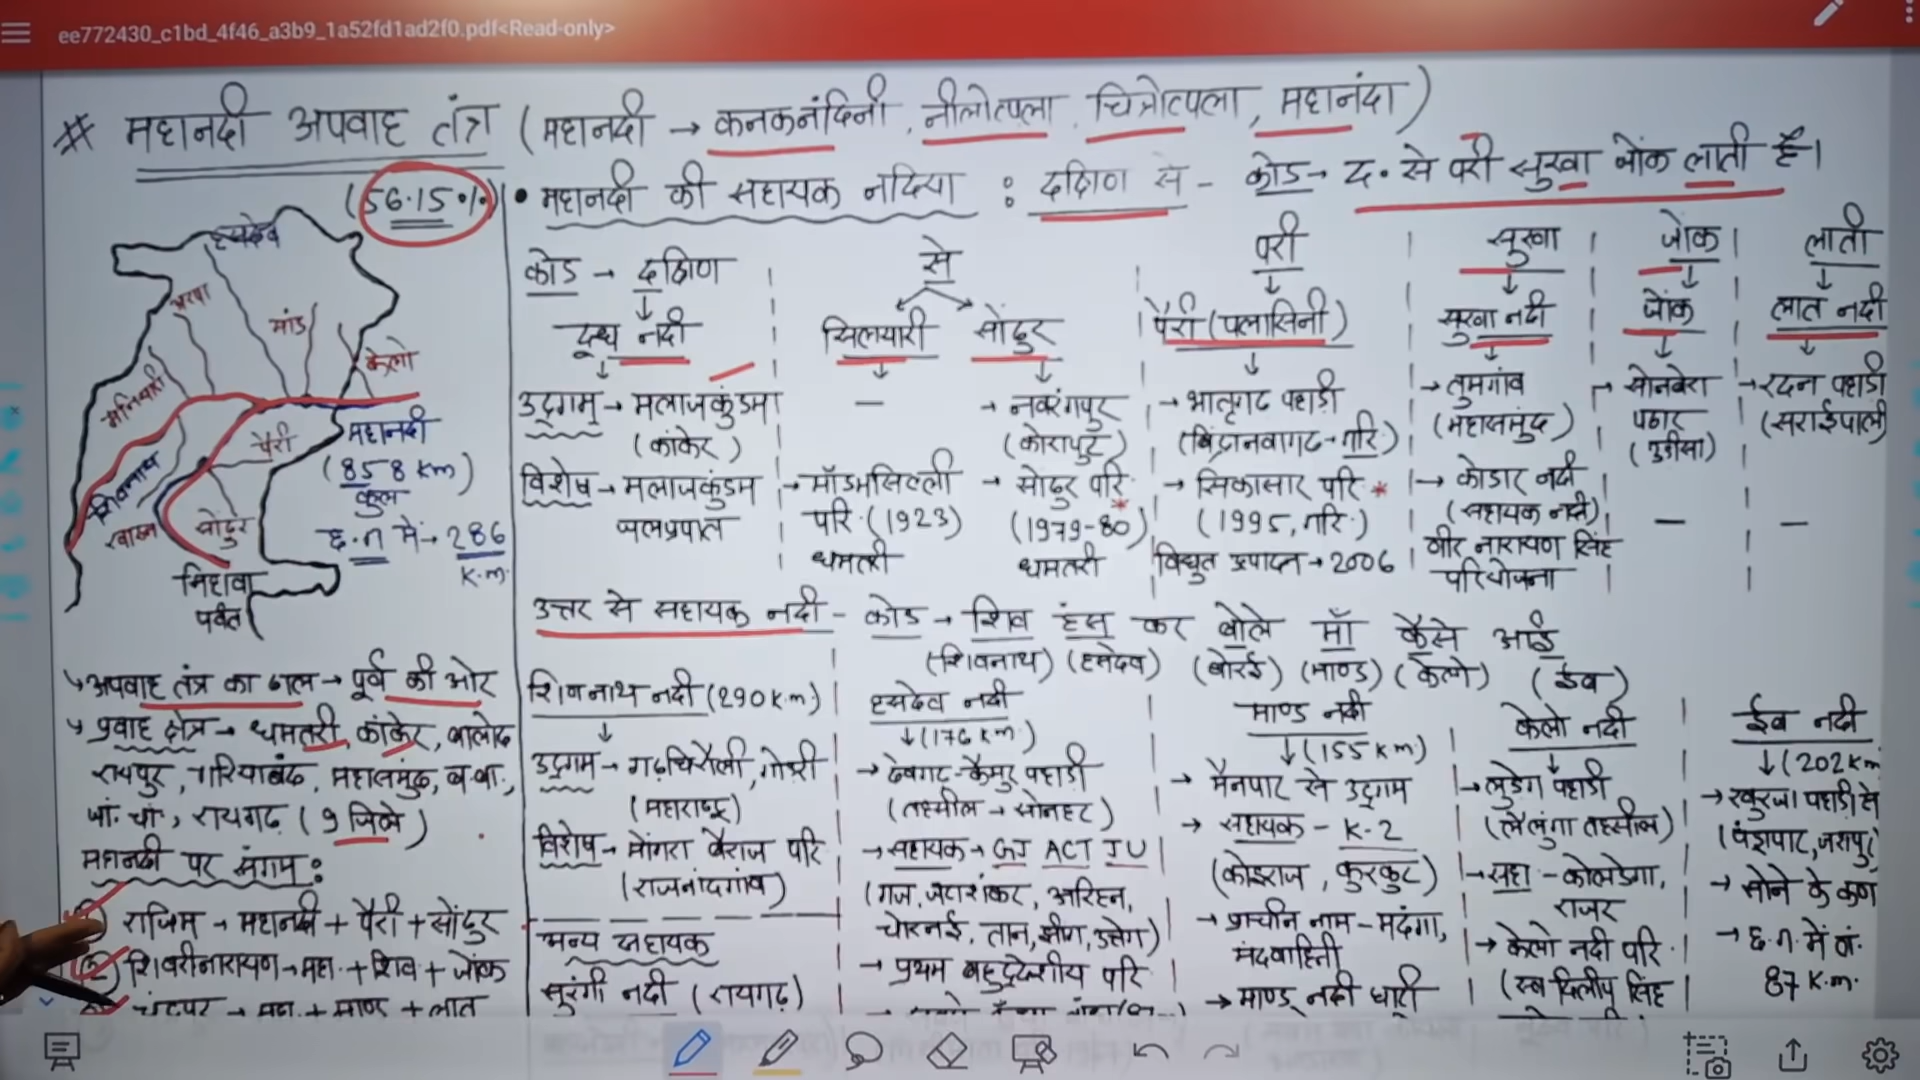 ee772430_c1bd_4f46_a3b9_1a52fd1ad2f0.pdf<Read-only>
# महानदी अपवाह तंत्र (महानदी → कनकनंदिनी, नीलोत्पला, चित्रोत्पला, महानंदा)
(56.15%)
• महानदी की सहायक नदिया : दक्षिण से - कोड → द. से परी सुखा जोंक लाती है।
हसदेव
अरपा
मांड
केलो
मनियारी
महानदी
पैरी
(858 km)
कुल
शिवनाथ
खारून
सोंदुर
छ.ग में → 286 K.m.
सिहावा पर्वत
कोड → दक्षिण | से | परी | सुखा | जोंक | लाती
दूध नदी | सिलयारी सोंदुर | पैरी (पलासिनी) | सुखा नदी | जोंक | लात नदी
उद्गम → मलाजकुंडम | — → नवरंगपुर | → भातृगढ पहाडी | → तुमगांव | → सोनबेरा | → रदन पहाडी
(कांकेर) (कोरापुट) (बिंद्रानवागढ → गरि) (महासमुंद) पठार (सराईपाली)
(उडीसा)
विशेष → मलाजकुंडम → मॉडमसिल्ली → सोंदुर परि → सिकासार परि * → कोडार नदी
जलप्रपात परि (1923) (1979-80) (1995, गरि) (सहायक नदी) — —
धमतरी धमतरी विद्युत उत्पादन → 2006 वीर नारायण सिंह
परियोजना
उत्तर से सहायक नदी - कोड → शिव हंस कर बोले माँ कैसे आई
(शिवनाथ) (हसदेव) (बोरई) (माण्ड) (केलो) (ईब)
→ अपवाह तंत्र का ढाल → पूर्व की ओर
→ प्रवाह क्षेत्र → धमतरी, कांकेर, बालोद
रायपुर, गरियाबंद, महासमुंद, ब.बा.,
जां. चां, रायगढ़ (9 जिले)
महानदी पर संगम :
① राजिम → महानदी + पैरी + सोंदुर
② शिवरीनारायण → महा. + शिव + जोंक
चंद्रपुर → महा. + माण्ड + लात
शिवनाथ नदी (290 K.m.)
उद्गम → गढ़चिरौली, गोडरी
(महाराष्ट्र)
विशेष → मोंगरा बैराज परि
(राजनांदगांव)
अन्य सहायक
सुरंगी नदी (रायगढ़)
हसदेव नदी
(176 km)
→ देवगढ - कैमुर पहाडी
(तहसील → सोनहट)
→ सहायक → GJ ACT JU
(गज, जटाशंकर, अहिरन,
चोरनई, तान, झींग, उत्तेंग)
→ प्रथम बहुद्देशीय परि
माण्ड नदी
(155 km)
→ मैनपाट से उद्गम
→ सहायक - K-2
(कोइराज, कुरकुट)
→ प्राचीन नाम - मदंगा,
मंदवाहिनी
→ माण्ड नदी घाटी
केलो नदी
→ लुडेग पहाडी
(लैलुंगा तहसील)
→ सहा - कोलडेगा,
राजर
→ केलो नदी परि
(स्व दिलीप सिंह
ईब नदी
(202 km
→ खुरजा पहाडी से
(पंडरापाट, जशपुर)
→ सोने के कण
→ छ.ग. में लं.
87 K.m.